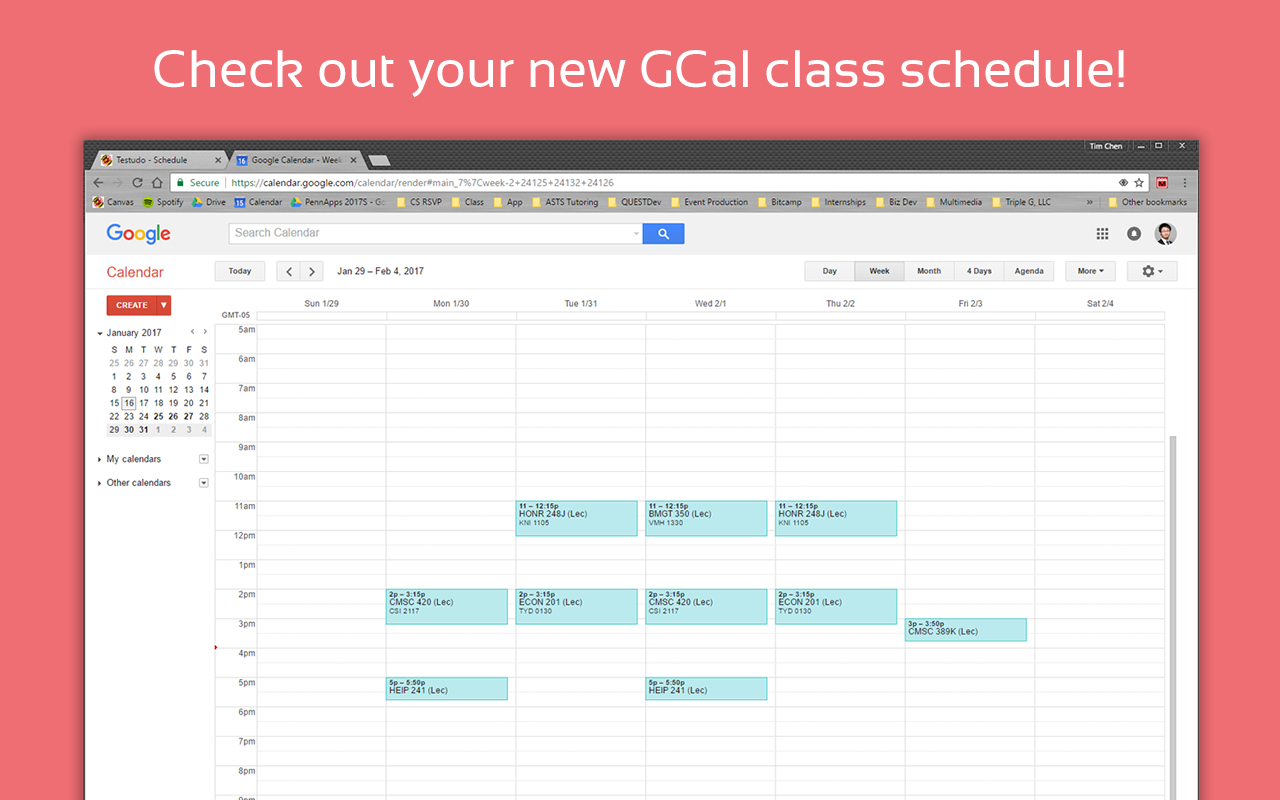 Check out your new GCal class schedule!
Tim Chen
Testudo - Schedule
Google Calendar - Week
Secure https://calendar.google.com/calendar/render#main_7%7Cweek-2+24125+24132+24126
Canvas Spotify Drive 15 Calendar PennApps 2017S - Go CS RSVP Class App ASTS Tutoring QUESTDev Event Production Bitcamp Internships Biz Dev Multimedia Triple G, LLC » Other bookmarks
Google Search Calendar
Calendar Today Jan 29 – Feb 4, 2017 Day Week Month 4 Days Agenda More
CREATE
January 2017
S M T W T F S
25 26 27 28 29 30 31
1 2 3 4 5 6 7
8 9 10 11 12 13 14
15 16 17 18 19 20 21
22 23 24 25 26 27 28
29 30 31 1 2 3 4
My calendars
Other calendars
Sun 1/29 Mon 1/30 Tue 1/31 Wed 2/1 Thu 2/2 Fri 2/3 Sat 2/4
GMT-05
5am
6am
7am
8am
9am
10am
11am
12pm
1pm
2pm
3pm
4pm
5pm
6pm
7pm
8pm
9pm
11 – 12:15p
HONR 248J (Lec)
KNI 1105
11 – 12:15p
BMGT 350 (Lec)
VMH 1330
11 – 12:15p
HONR 248J (Lec)
KNI 1105
2p – 3:15p
CMSC 420 (Lec)
CSI 2117
2p – 3:15p
ECON 201 (Lec)
TYD 0130
2p – 3:15p
CMSC 420 (Lec)
CSI 2117
2p – 3:15p
ECON 201 (Lec)
TYD 0130
3p – 3:50p
CMSC 389K (Lec)
5p – 5:50p
HEIP 241 (Lec)
5p – 5:50p
HEIP 241 (Lec)